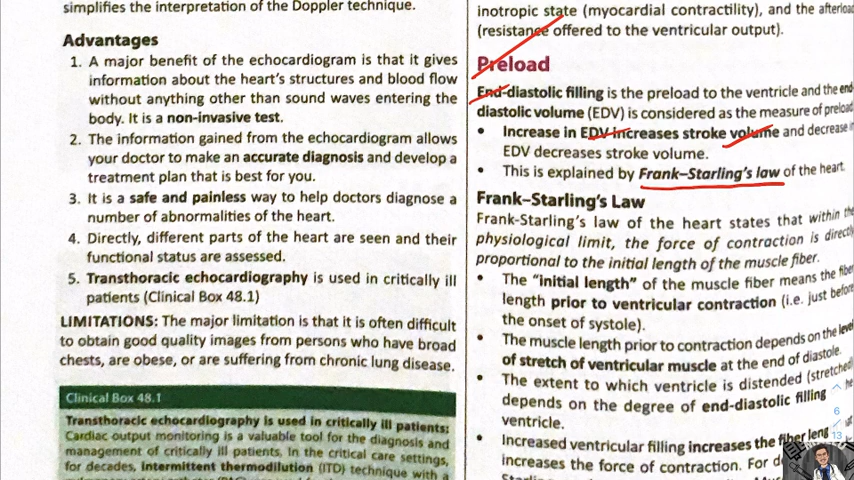 simplifies the interpretation of the Doppler technique.
Advantages
1. A major benefit of the echocardiogram is that it gives
information about the heart's structures and blood flow
without anything other than sound waves entering the
body. It is a non-invasive test.
2. The information gained from the echocardiogram allows
your doctor to make an accurate diagnosis and develop a
treatment plan that is best for you.
3. It is a safe and painless way to help doctors diagnose a
number of abnormalities of the heart.
4. Directly, different parts of the heart are seen and their
functional status are assessed.
5. Transthoracic echocardiography is used in critically ill
patients (Clinical Box 48.1)
LIMITATIONS: The major limitation is that it is often difficult
to obtain good quality images from persons who have broad
chests, are obese, or are suffering from chronic lung disease.
Clinical Box 48.1
Transthoracic echocardiography is used in critically ill patients:
Cardiac output monitoring is a valuable tool for the diagnosis and
management of critically ill patients. In the critical care settings,
for decades, intermittent thermodilution (ITD) technique with a
inotropic state (myocardial contractility), and the afterload
(resistance offered to the ventricular output).
Preload
End-diastolic filling is the preload to the ventricle and the end
diastolic volume (EDV) is considered as the measure of preload
• Increase in EDV increases stroke volume and decrease in
EDV decreases stroke volume.
• This is explained by Frank–Starling's law of the heart.
Frank–Starling's Law
Frank-Starling's law of the heart states that within the
physiological limit, the force of contraction is directly
proportional to the initial length of the muscle fiber.
• The "initial length" of the muscle fiber means the fiber
length prior to ventricular contraction (i.e. just before
the onset of systole).
• The muscle length prior to contraction depends on the level
of stretch of ventricular muscle at the end of diastole.
• The extent to which ventricle is distended (stretched)
depends on the degree of end-diastolic filling
ventricle.
• Increased ventricular filling increases the fiber leng
increases the force of contraction. For
6
13